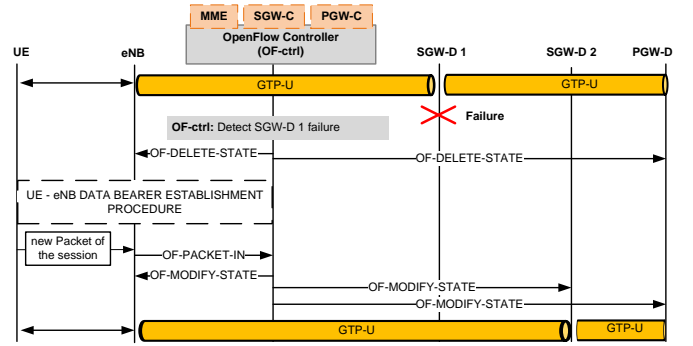 MME SGW-C PGW-C
OpenFlow Controller
(OF-ctrl)
UE eNB SGW-D 1 SGW-D 2 PGW-D
GTP-U GTP-U
Failure
OF-ctrl: Detect SGW-D 1 failure
OF-DELETE-STATE OF-DELETE-STATE
UE - eNB DATA BEARER ESTABLISHMENT
PROCEDURE
new Packet of
the session
OF-PACKET-IN
OF-MODIFY-STATE
OF-MODIFY-STATE
OF-MODIFY-STATE
GTP-U GTP-U